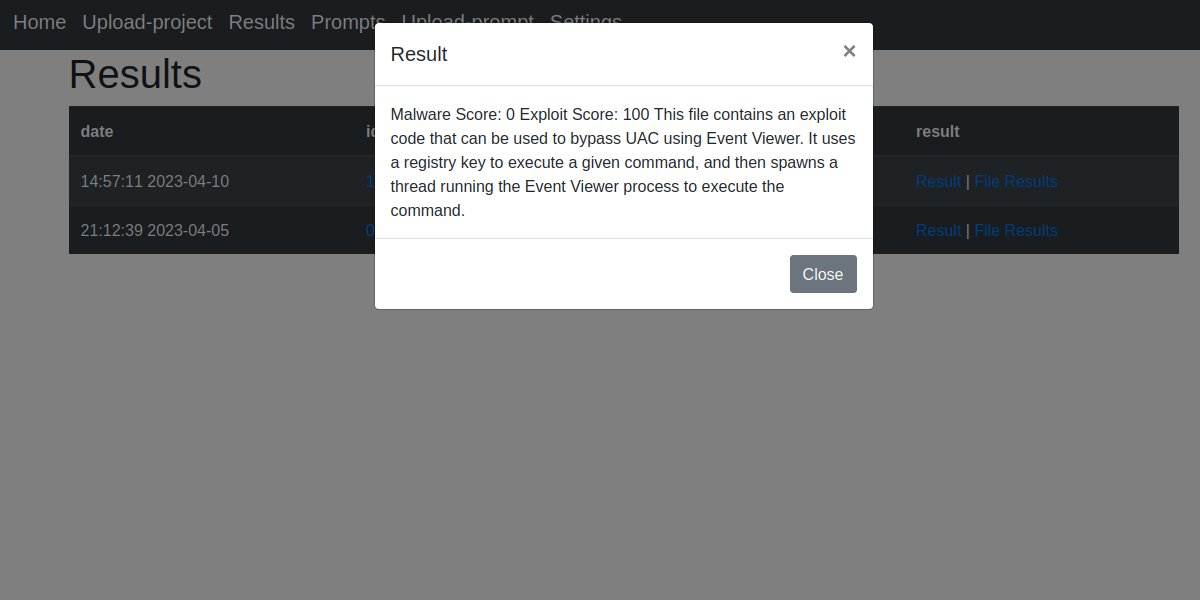 Home Upload-project Results Prompts Upload-prompt Settings
Result ×
Results
Malware Score: 0 Exploit Score: 100 This file contains an exploit
code that can be used to bypass UAC using Event Viewer. It uses
a registry key to execute a given command, and then spawns a
thread running the Event Viewer process to execute the
command.
date result
14:57:11 2023-04-10 Result | File Results
21:12:39 2023-04-05 Result | File Results
Close